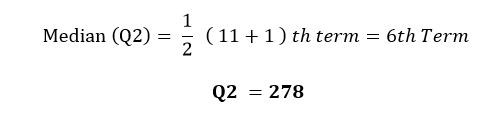 Median (Q2) = 1/2 ( 11 + 1 ) th term = 6th Term
Q2 = 278